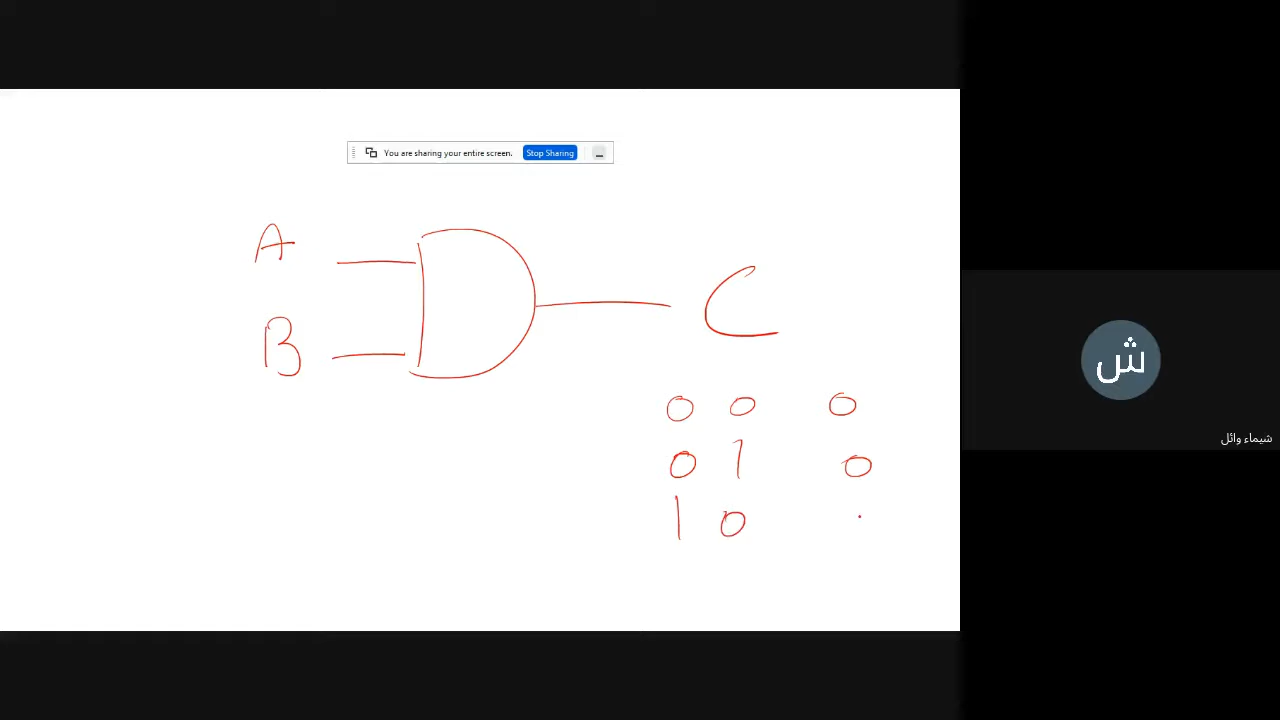 You are sharing your entire screen. Stop Sharing
A
B
C
0 0 0
0 1 0
1 0
ش
شيماء وائل